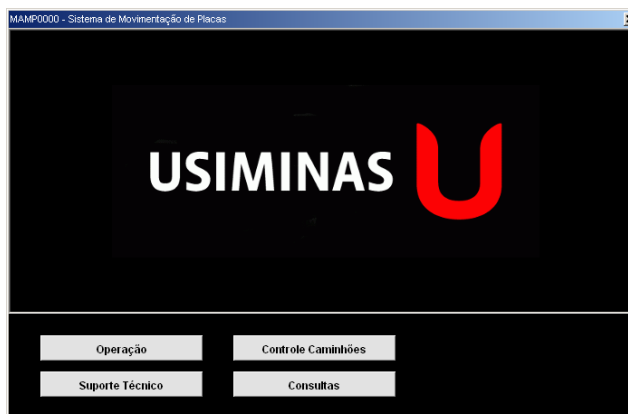 MAMP0000 - Sistema de Movimentação de Placas
USIMINAS
Operação
Controle Caminhões
Suporte Técnico
Consultas